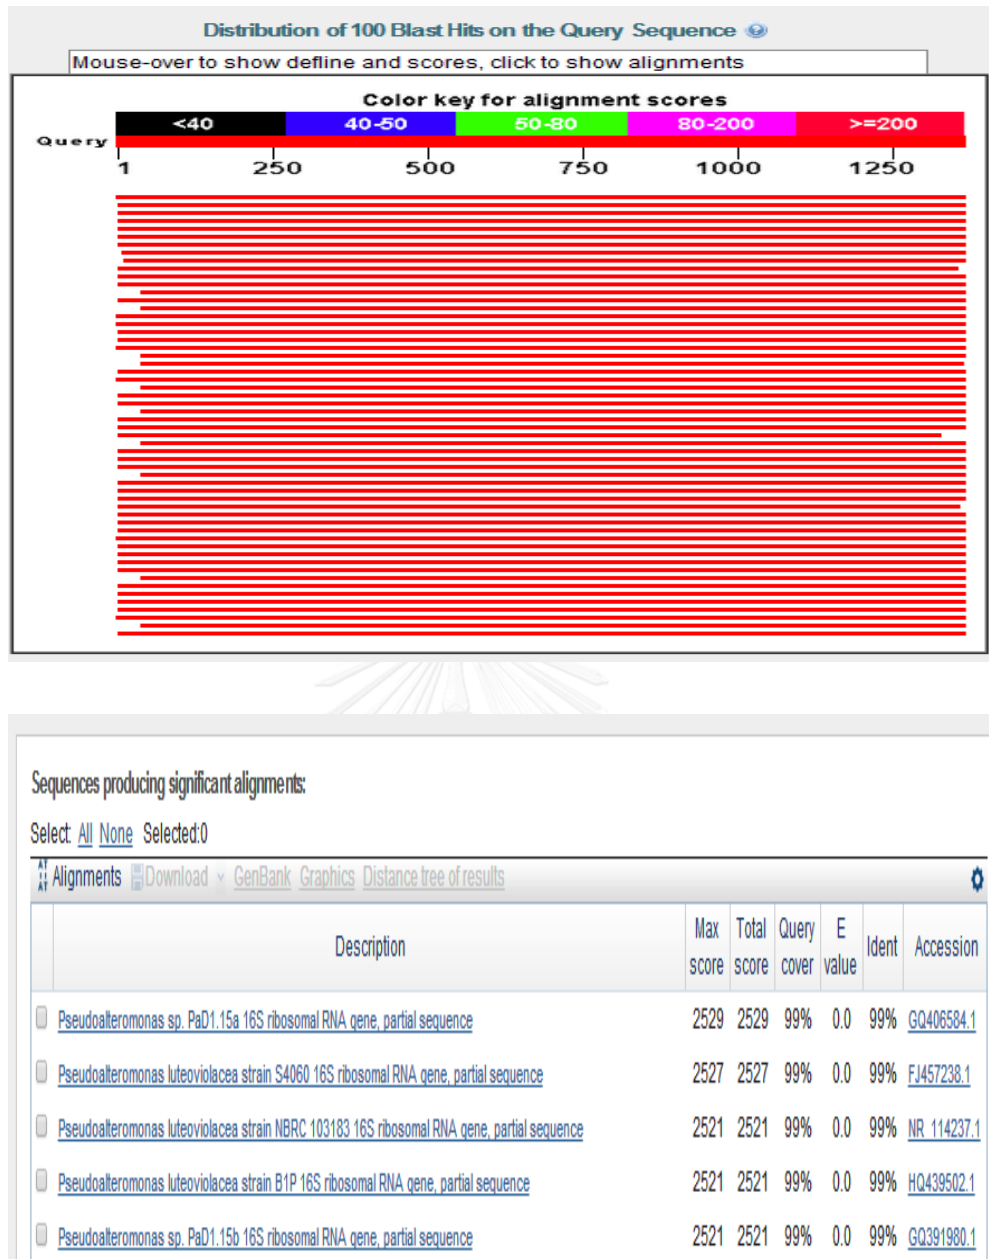 Distribution of 100 Blast Hits on the Query Sequence
Mouse-over to show defline and scores, click to show alignments
Color key for alignment scores
<40 40-50 50-80 80-200 >=200
Query
1 250 500 750 1000 1250
Sequences producing significant alignments:
Select: All None Selected:0
Alignments Download GenBank Graphics Distance tree of results
Description Max score Total score Query cover E value Ident Accession
Pseudoalteromonas sp. PaD1.15a 16S ribosomal RNA gene, partial sequence 2529 2529 99% 0.0 99% GQ406584.1
Pseudoalteromonas luteoviolacea strain S4060 16S ribosomal RNA gene, partial sequence 2527 2527 99% 0.0 99% FJ457238.1
Pseudoalteromonas luteoviolacea strain NBRC 103183 16S ribosomal RNA gene, partial sequence 2521 2521 99% 0.0 99% NR_114237.1
Pseudoalteromonas luteoviolacea strain B1P 16S ribosomal RNA gene, partial sequence 2521 2521 99% 0.0 99% HQ439502.1
Pseudoalteromonas sp. PaD1.15b 16S ribosomal RNA gene, partial sequence 2521 2521 99% 0.0 99% GQ391980.1